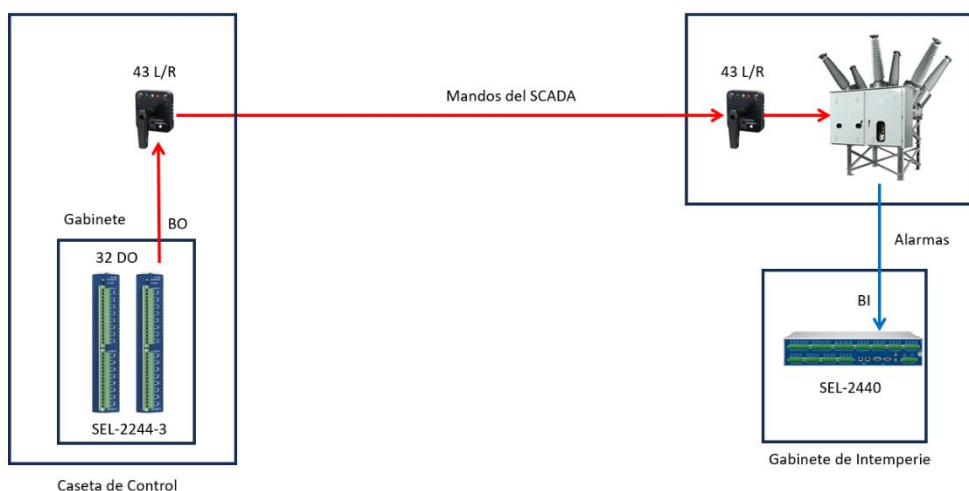 43 L/R
43 L/R
Mandos del SCADA
Gabinete
BO
32 DO
Alarmas
BI
SEL-2440
SEL-2244-3
Gabinete de Intemperie
Caseta de Control